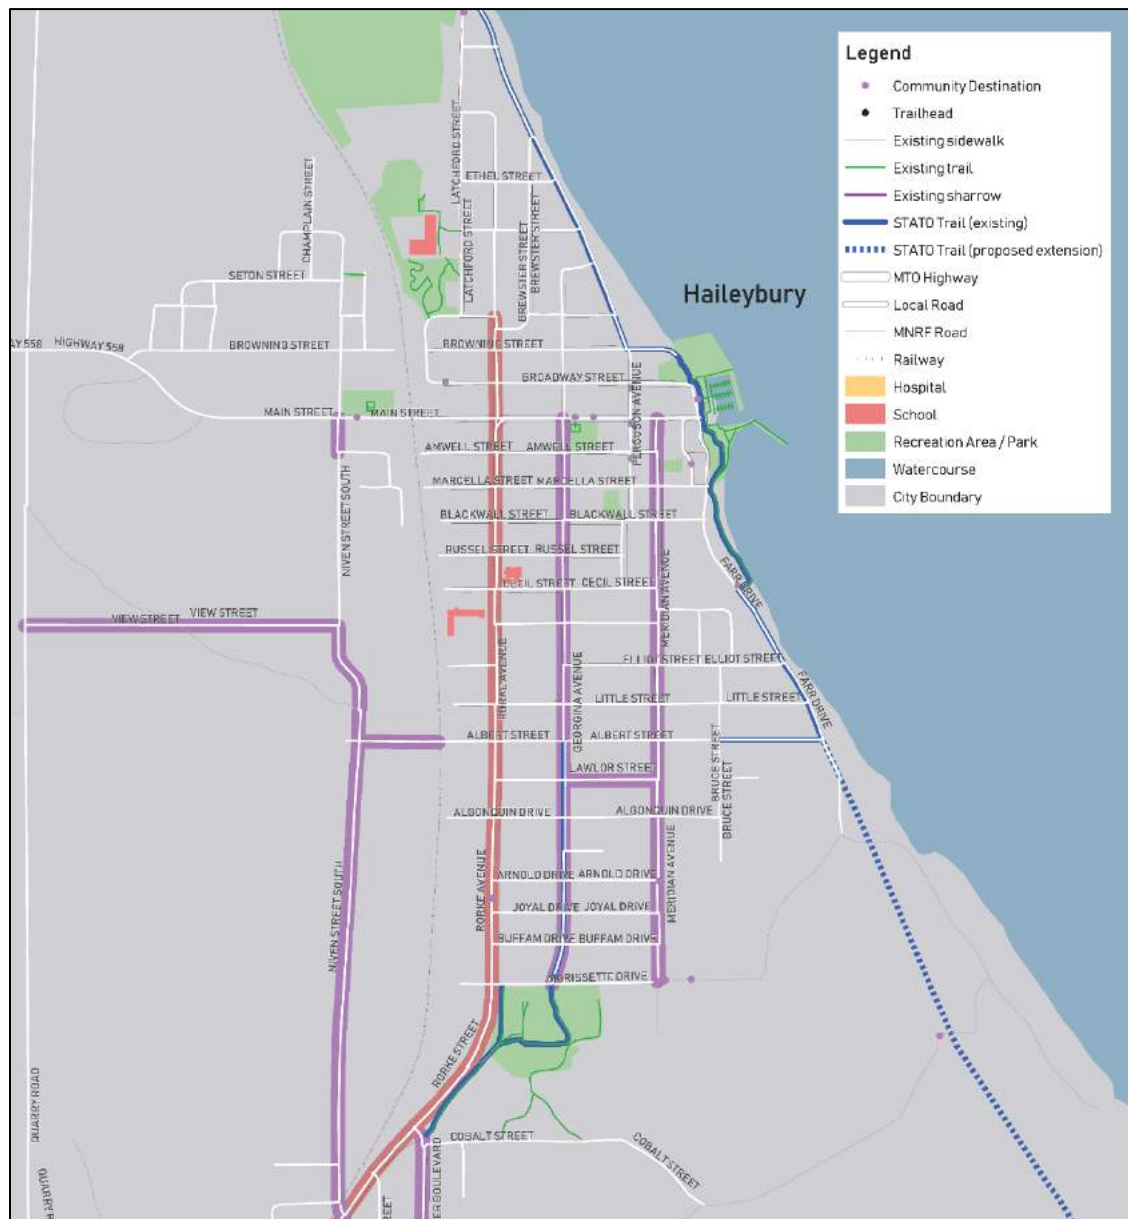 Legend
Community Destination
Trailhead
Existing sidewalk
Existing trail
Existing sharrow
STATO Trail (existing)
STATO Trail (proposed extension)
MTO Highway
Local Road
MNRF Road
Railway
Hospital
School
Recreation Area / Park
Watercourse
City Boundary
LATCHFORD STREET
ETHEL STREET
CHAMPLAIN STREET
LATCHFORD STREET
BREWSTER STREET
BREWSTER STREET
SETON STREET
Haileybury
AY 558
HIGHWAY 558
BROWNING STREET
BROWNING STREET
BROADWAY STREET
FERGUSON AVENUE
MAIN STREET
MAIN STREET
AMWELL STREET
AMWELL STREET
MARCELLA STREET
MARCELLA STREET
BLACKWALL STREET
BLACKWALL STREET
NIVEN STREET SOUTH
RUSSEL STREET
RUSSEL STREET
CECIL STREET
CECIL STREET
MERIDIAN AVENUE
FARR DRIVE
VIEW STREET
VIEW STREET
RORKE AVENUE
GEORGINA AVENUE
ELLIOT STREET
ELLIOT STREET
FARR DRIVE
LITTLE STREET
LITTLE STREET
ALBERT STREET
ALBERT STREET
BRUCE STREET
BRUCE STREET
LAWLOR STREET
ALGONQUIN DRIVE
ALGONQUIN DRIVE
MERIDIAN AVENUE
RORKE AVENUE
ARNOLD DRIVE
ARNOLD DRIVE
JOYAL DRIVE
JOYAL DRIVE
BUFFAM DRIVE
BUFFAM DRIVE
NIVEN STREET SOUTH
MORISSETTE DRIVE
RORKE STREET
QUARRY ROAD
COBALT STREET
COBALT STREET
QUARRY R
STREET
ER BOULEVARD